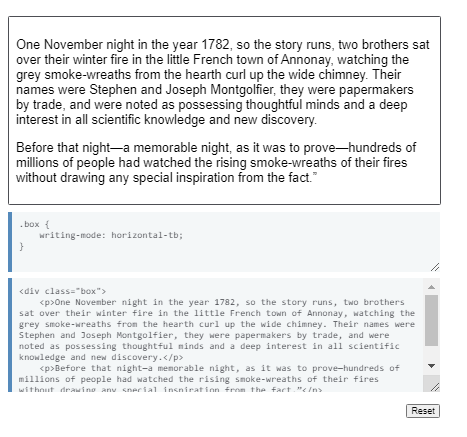 One November night in the year 1782, so the story runs, two brothers sat
over their winter fire in the little French town of Annonay, watching the
grey smoke-wreaths from the hearth curl up the wide chimney. Their
names were Stephen and Joseph Montgolfier, they were papermakers
by trade, and were noted as possessing thoughtful minds and a deep
interest in all scientific knowledge and new discovery.
Before that night—a memorable night, as it was to prove—hundreds of
millions of people had watched the rising smoke-wreaths of their fires
without drawing any special inspiration from the fact.”
.box {
    writing-mode: horizontal-tb;
}
<div class="box">
    <p>One November night in the year 1782, so the story runs, two brothers
sat over their winter fire in the little French town of Annonay, watching the
grey smoke-wreaths from the hearth curl up the wide chimney. Their names were
Stephen and Joseph Montgolfier, they were papermakers by trade, and were
noted as possessing thoughtful minds and a deep interest in all scientific
knowledge and new discovery.</p>
    <p>Before that night—a memorable night, as it was to prove—hundreds of
millions of people had watched the rising smoke-wreaths of their fires
without drawing any special inspiration from the fact.”</p>
Reset